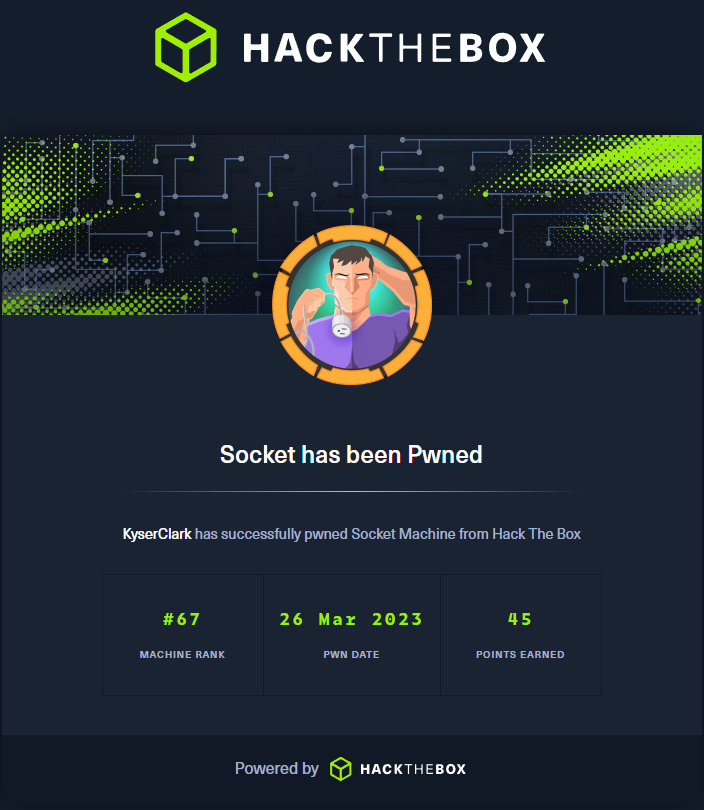 HACKTHEBOX
Socket has been Pwned
KyserClark has successfully pwned Socket Machine from Hack The Box
#67 26 Mar 2023 45
MACHINE RANK PWN DATE POINTS EARNED
Powered by HACKTHEBOX